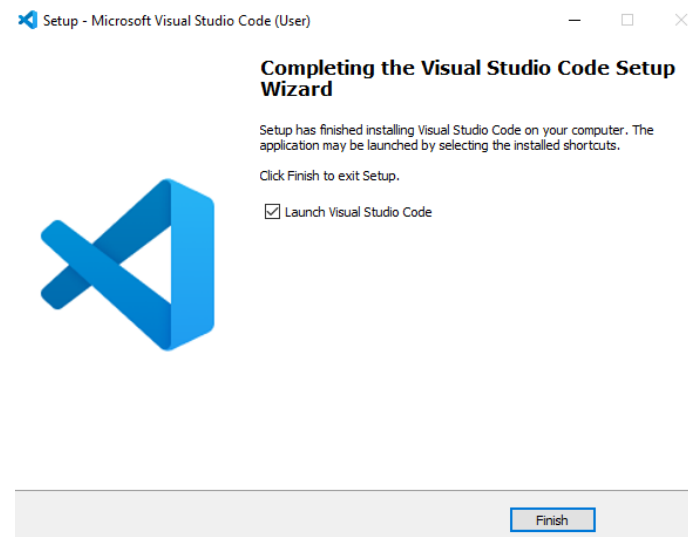 Setup - Microsoft Visual Studio Code (User)
Completing the Visual Studio Code Setup
Wizard
Setup has finished installing Visual Studio Code on your computer. The
application may be launched by selecting the installed shortcuts.
Click Finish to exit Setup.
Launch Visual Studio Code
Finish